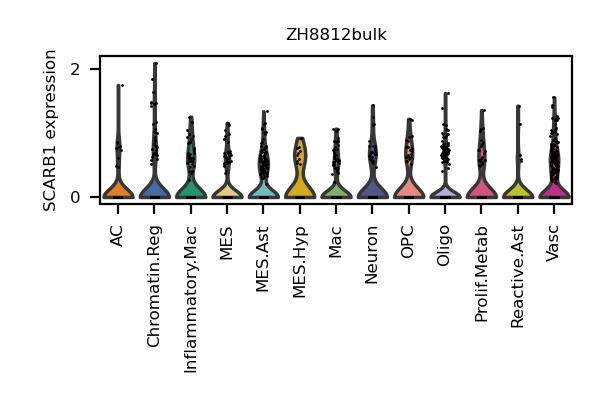 ZH8812bulk
SCARB1 expression
2
0
AC
Chromatin.Reg
Inflammatory.Mac
MES
MES.Ast
MES.Hyp
Mac
Neuron
OPC
Oligo
Prolif.Metab
Reactive.Ast
Vasc